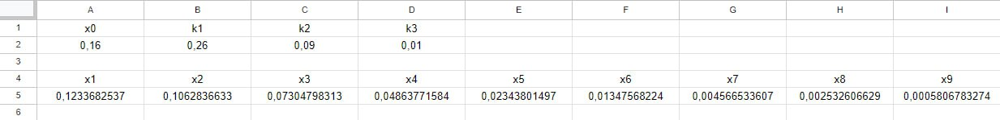 A B C D E F G H I
1 x0 k1 k2 k3
2 0,16 0,26 0,09 0,01
3
4 x1 x2 x3 x4 x5 x6 x7 x8 x9
5 0,1233682537 0,1062836633 0,07304798313 0,04863771584 0,02343801497 0,01347568224 0,004566533607 0,002532606629 0,0005806783274
6